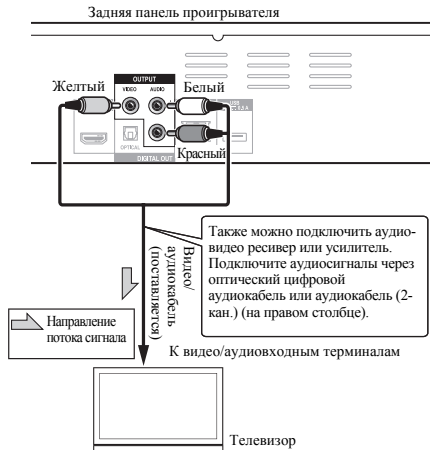 Задняя панель проигрывателя
Желтый
OUTPUT
VIDEO
AUDIO
Белый
USB
OPTICAL
DIGITAL OUT
Красный
Видео/
аудиокабель
(поставляется)
Также можно подключить аудио-
видео ресивер или усилитель.
Подключите аудиосигналы через
оптический цифровой
аудиокабель или аудиокабель (2-
кан.) (на правом столбце).
Направление
потока сигнала
К видео/аудиовходным терминалам
Телевизор